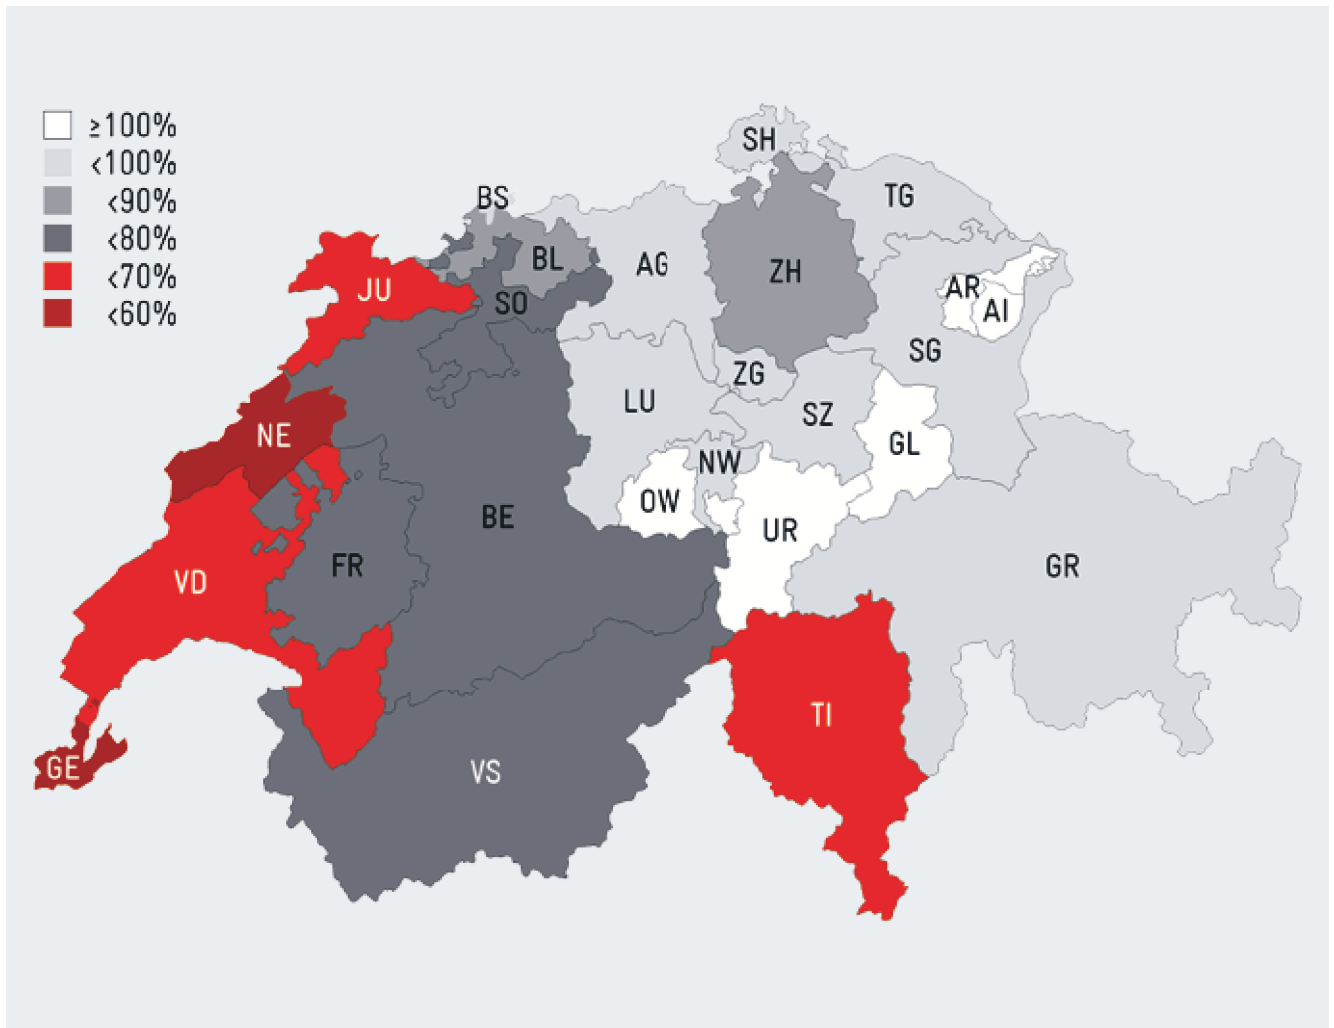 ≥100%
<100%
<90%
<80%
<70%
<60%
SH
BS
TG
BL
AG
ZH
JU
SO
AR
AI
SG
ZG
LU
SZ
NE
GL
NW
OW
BE
UR
FR
GR
VD
TI
GE
VS